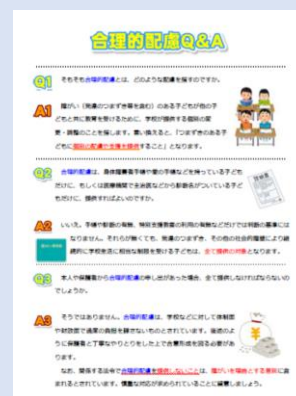 合理的配慮Q&A
Q1 そもそも合理的配慮とは、どのような配慮を指すのですか。
A1 障がい（発達のつまずき等を含む）のある子どもが他の子
どもと共に教育を受けるために、学校が提供する個別の変
更・調整のことを指します。言い換えると、「つまずきのある子
どもに個別の配慮や支援を提供すること」となります。
Q2 合理的配慮は、身体障害者手帳や愛の手帳などを持っている子ども
だけに、もしくは医療機関で主治医などから診断名がついている子ど
もだけに、提供すればよいのですか。
A2 いいえ。手帳や診断の有無、特別支援教室の利用の有無などだけでは判断の基準には
なりません。それらが無くても、発達のつまずき、その他の社会的障壁により継
続的に学校生活に相当な制限を受ける子どもは、全て提供の対象となります。
Q3 本人や保護者から合理的配慮の申し出があった場合、全て提供しなければならないの
でしょうか。
A3 そうではありません。合理的配慮は、学校などに対して体制面
や財政面で過度の負担を課さないものとされています。後述のよ
うに保護者と丁寧なやりとりをした上で合意形成を図る必要があ
ります。
なお、関係する法令で合理的配慮を提供しないことは、障がいを理由とする差別に含
まれるとされています。慎重な対応が求められていることに留意しましょう。